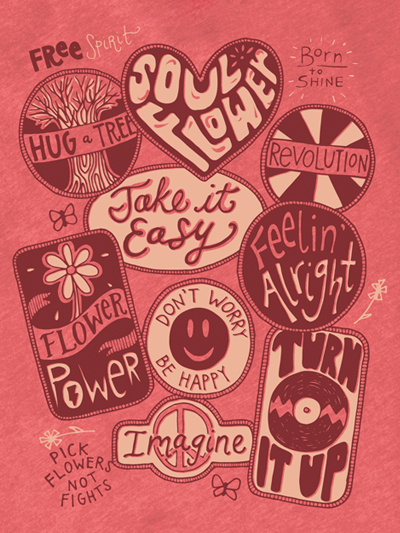 FREE Spirit
Born
to
SHINE
SOUL
FLOWER
HUG a TREE
REVOLUTION
Take it
Easy
Feelin'
Alright
FLOWER
POWER
DON'T WORRY
BE HAPPY
TURN
IT UP
Imagine
PICK
FLOWERS
NOT
FIGHTS